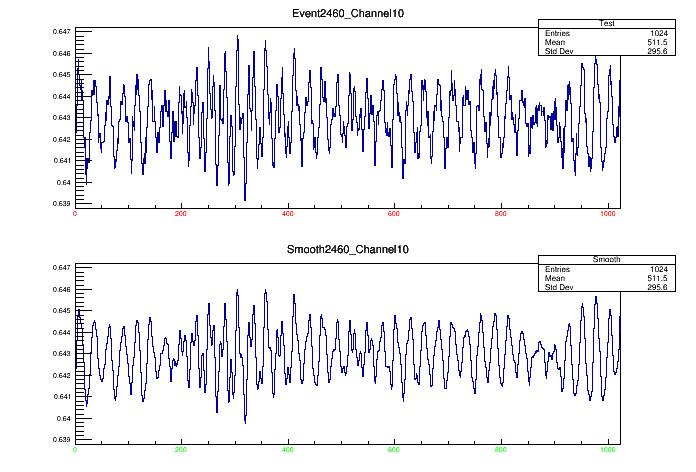 Event2460_Channel10
Test
Entries 1024
Mean 511.5
Std Dev 295.6
0.647
0.646
0.645
0.644
0.643
0.642
0.641
0.64
0.639
0 200 400 600 800 1000
Smooth2460_Channel10
Smooth
Entries 1024
Mean 511.5
Std Dev 295.6
0.647
0.646
0.645
0.644
0.643
0.642
0.641
0.64
0.639
0 200 400 600 800 1000